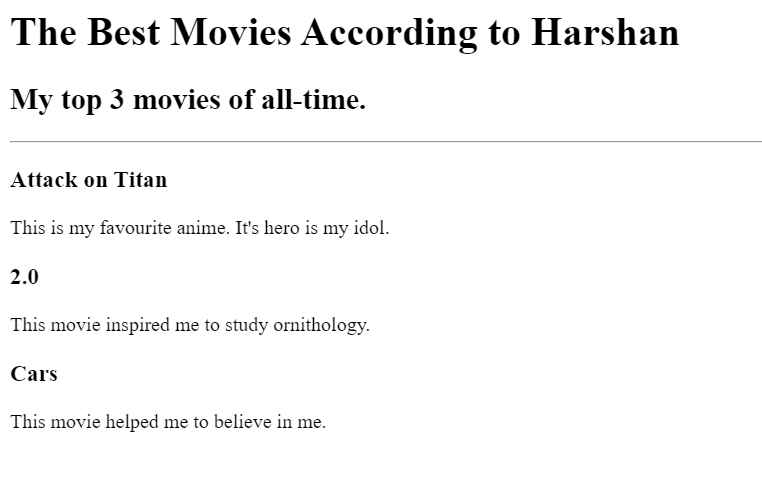 The Best Movies According to Harshan
My top 3 movies of all-time.
Attack on Titan
This is my favourite anime. It's hero is my idol.
2.0
This movie inspired me to study ornithology.
Cars
This movie helped me to believe in me.